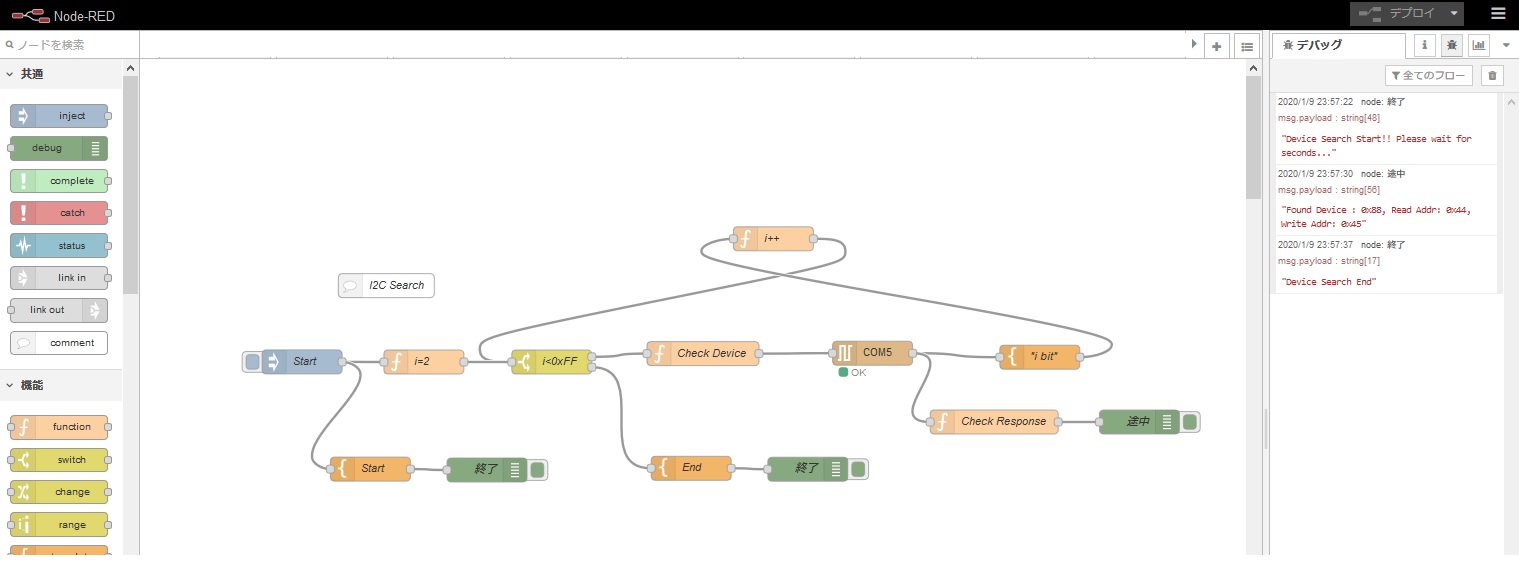 Node-RED
デプロイ
ノードを検索
共通
inject
debug
complete
catch
status
link in
link out
comment
機能
function
switch
change
range
I2C Search
i++
Start
i=2
i<0xFF
Check Device
COM5
OK
"i bit"
Check Response
途中
Start
終了
End
終了
デバッグ
全てのフロー
2020/1/9 23:57:22 node: 終了
msg.payload : string[48]
"Device Search Start!! Please wait for
seconds..."
2020/1/9 23:57:30 node: 途中
msg.payload : string[56]
"Found Device : 0x88, Read Addr: 0x44,
Write Addr: 0x45"
2020/1/9 23:57:37 node: 終了
msg.payload : string[17]
"Device Search End"